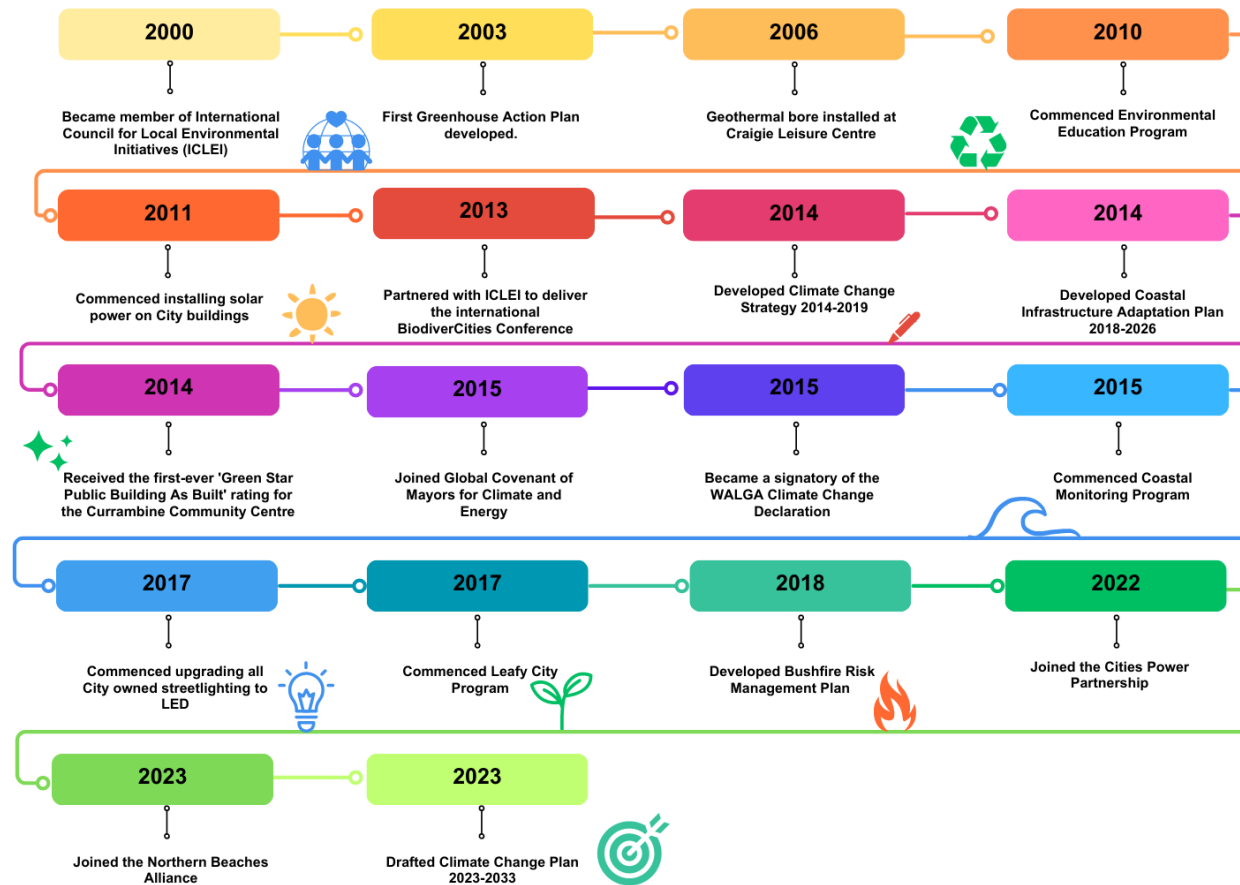 2000
Became member of International
Council for Local Environmental
Initiatives (ICLEI)
2003
First Greenhouse Action Plan
developed.
2006
Geothermal bore installed at
Craigie Leisure Centre
2010
Commenced Environmental
Education Program
2011
Commenced installing solar
power on City buildings
2013
Partnered with ICLEI to deliver
the international
BiodiverCities Conference
2014
Developed Climate Change
Strategy 2014-2019
2014
Developed Coastal
Infrastructure Adaptation Plan
2018-2026
2014
Received the first-ever 'Green Star
Public Building As Built' rating for
the Currambine Community Centre
2015
Joined Global Covenant of
Mayors for Climate and
Energy
2015
Became a signatory of the
WALGA Climate Change
Declaration
2015
Commenced Coastal
Monitoring Program
2017
Commenced upgrading all
City owned streetlighting to
LED
2017
Commenced Leafy City
Program
2018
Developed Bushfire Risk
Management Plan
2022
Joined the Cities Power
Partnership
2023
Joined the Northern Beaches
Alliance
2023
Drafted Climate Change Plan
2023-2033